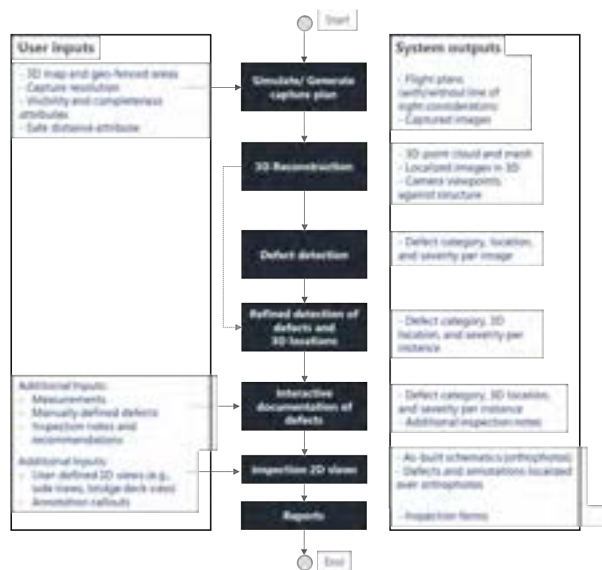 Start
User inputs
- 3D map and geo-fenced areas
- Capture resolution
- Visibility and completeness
attributes
- Safe distance attribute
Simulate/ Generate
capture plan
System outputs
- Flight plans
(with/without line of
sight considerations)
- Captured images
3D Reconstruction
- 3D point cloud and mesh
- Localized images in 3D
- Camera viewpoints
against structure
Defect detection
- Defect category, location,
and severity per image
Refined detection of
defects and
3D locations
- Defect category, 3D
location, and severity per
instance
Additional Inputs:
- Measurements
- Manually defined defects
- Inspection notes and
recommendations
Interactive
documentation of
defects
- Defect category, 3D location,
and severity per instance
- Additional inspection notes
Additional Inputs:
- User defined 2D views (e.g.,
side views, bridge deck view)
- Annotation callouts
Inspection 2D views
- As-built schematics (orthophotos)
- Defects and annotations localized
over orthophotos
Reports
- Inspection forms
End